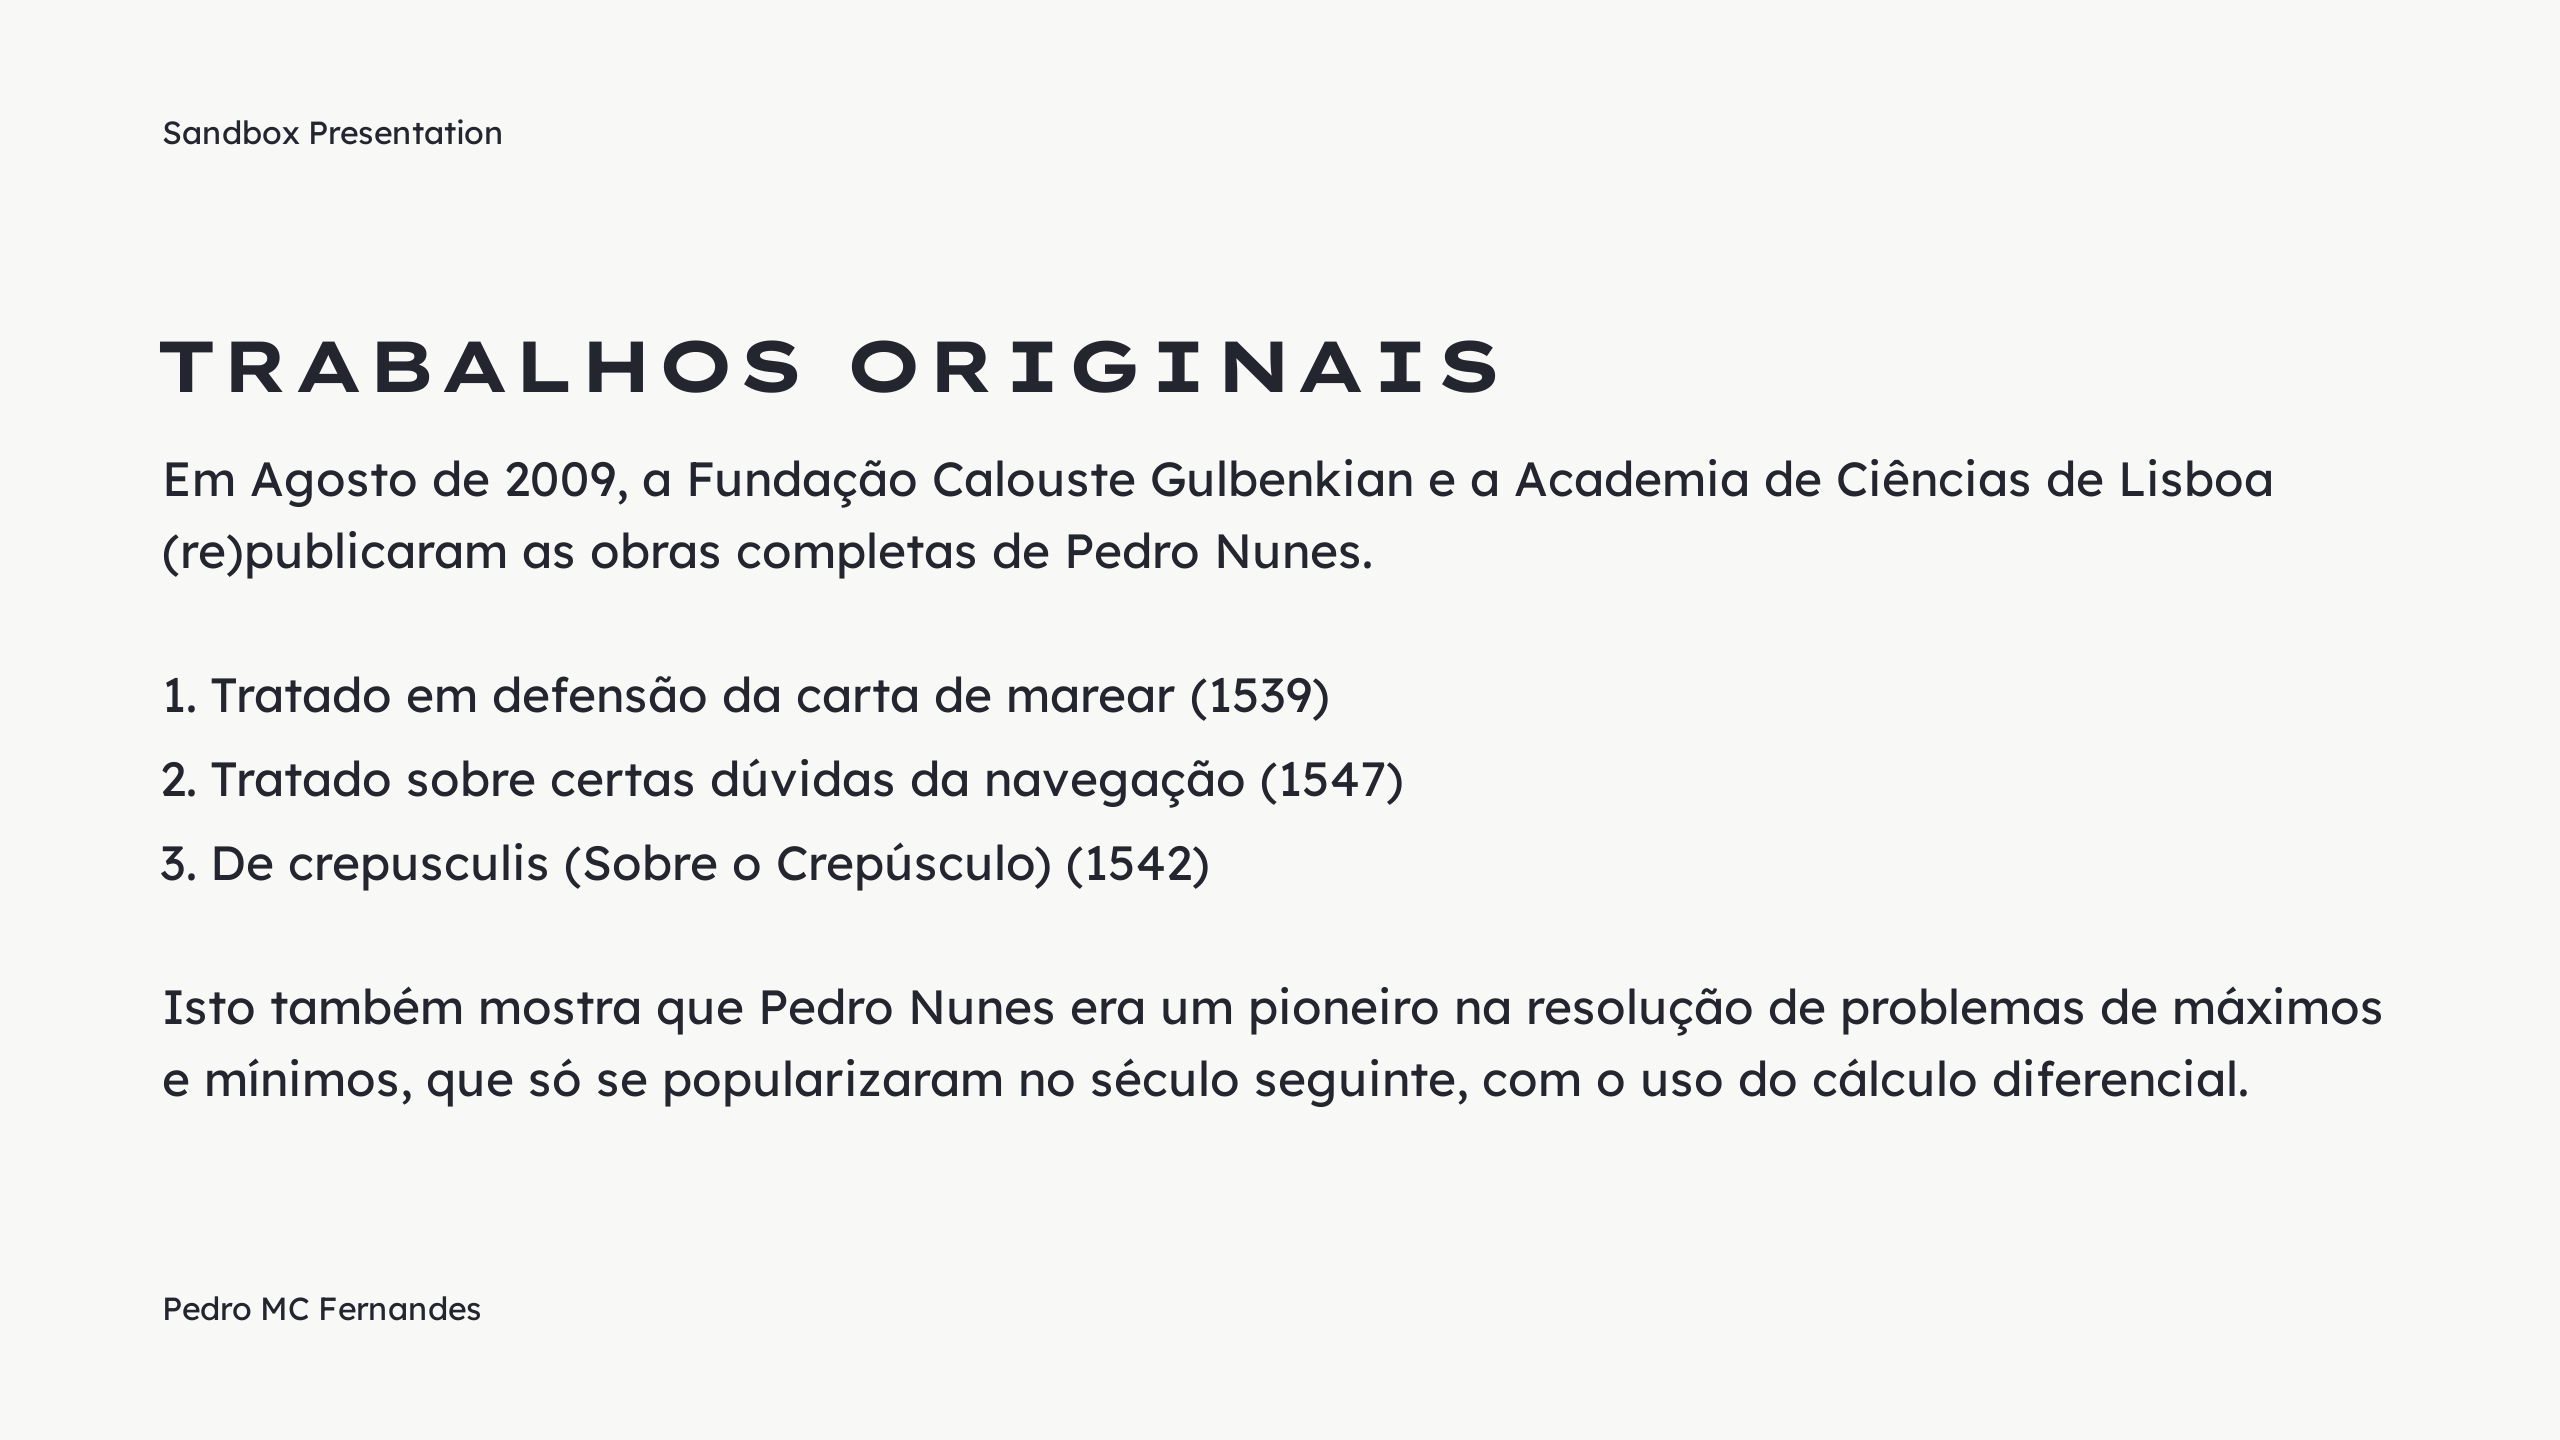 Sandbox Presentation
TRABALHOS ORIGINAIS
Em Agosto de 2009, a Fundação Calouste Gulbenkian e a Academia de Ciências de Lisboa
(re)publicaram as obras completas de Pedro Nunes.
1. Tratado em defensão da carta de marear (1539)
2. Tratado sobre certas dúvidas da navegação (1547)
3. De crepusculis (Sobre o Crepúsculo) (1542)
Isto também mostra que Pedro Nunes era um pioneiro na resolução de problemas de máximos
e mínimos, que só se popularizaram no século seguinte, com o uso do cálculo diferencial.
Pedro MC Fernandes